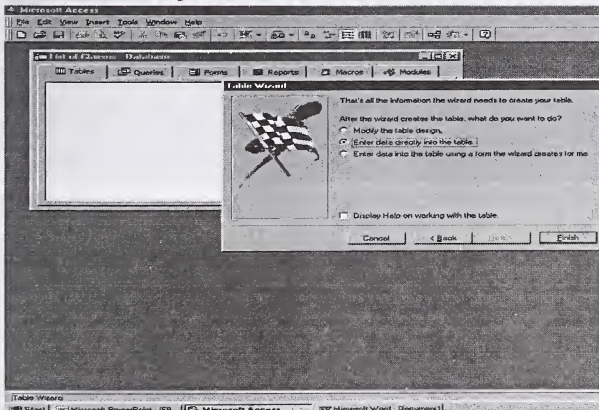 Microsoft Access
File Edit View Insert Tools Window Help
List of Classes : Database
Tables Queries Forms Reports Macros Modules
Table Wizard
That's all the information the wizard needs to create your table.
After the wizard creates the table, what do you want to do?
Modify the table design.
Enter data directly into the table.
Enter data into the table using a form the wizard creates for me.
Display Help on working with the table.
Cancel < Back Finish
Table Wizard
Start Microsoft PowerPoint Microsoft Access Microsoft Word - Document1